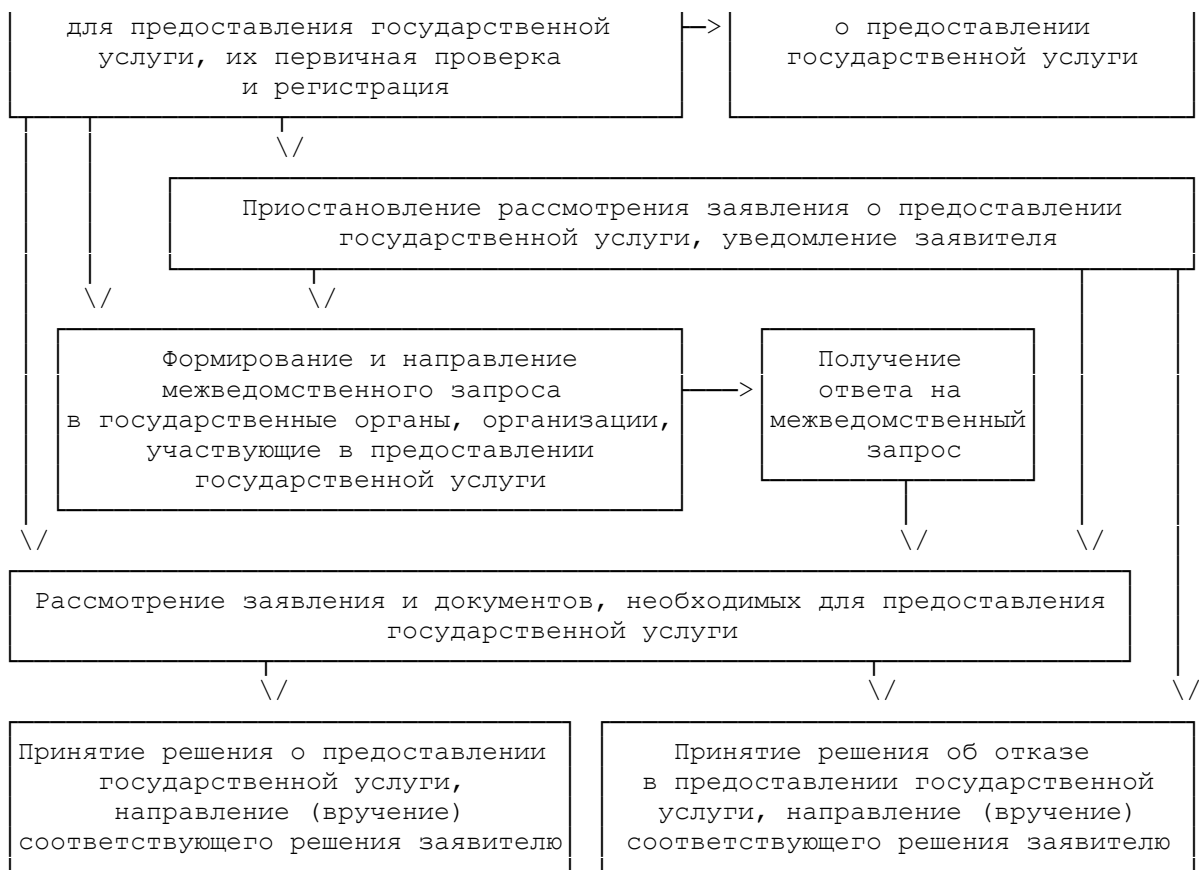 для предоставления государственной
услуги, их первичная проверка
и регистрация
о предоставлении
государственной услуги
Приостановление рассмотрения заявления о предоставлении
государственной услуги, уведомление заявителя
Формирование и направление
межведомственного запроса
в государственные органы, организации,
участвующие в предоставлении
государственной услуги
Получение
ответа на
межведомственный
запрос
Рассмотрение заявления и документов, необходимых для предоставления
государственной услуги
Принятие решения о предоставлении
государственной услуги,
направление (вручение)
соответствующего решения заявителю
Принятие решения об отказе
в предоставлении государственной
услуги, направление (вручение)
соответствующего решения заявителю